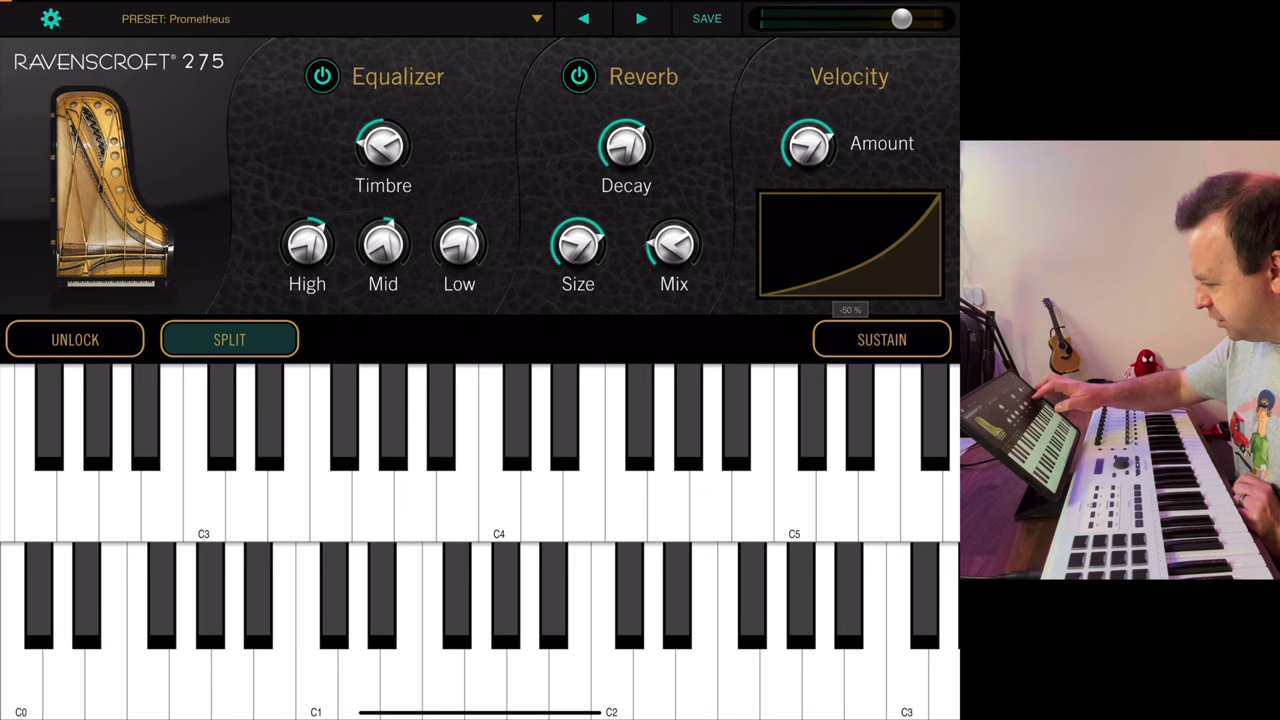 PRESET: Prometheus
SAVE
RAVENSCROFT® 275
Equalizer
Reverb
Velocity
Timbre
Decay
Amount
High
Mid
Low
Size
Mix
-50 %
UNLOCK
SPLIT
SUSTAIN
C3
C4
C5
C0
C1
C2
C3